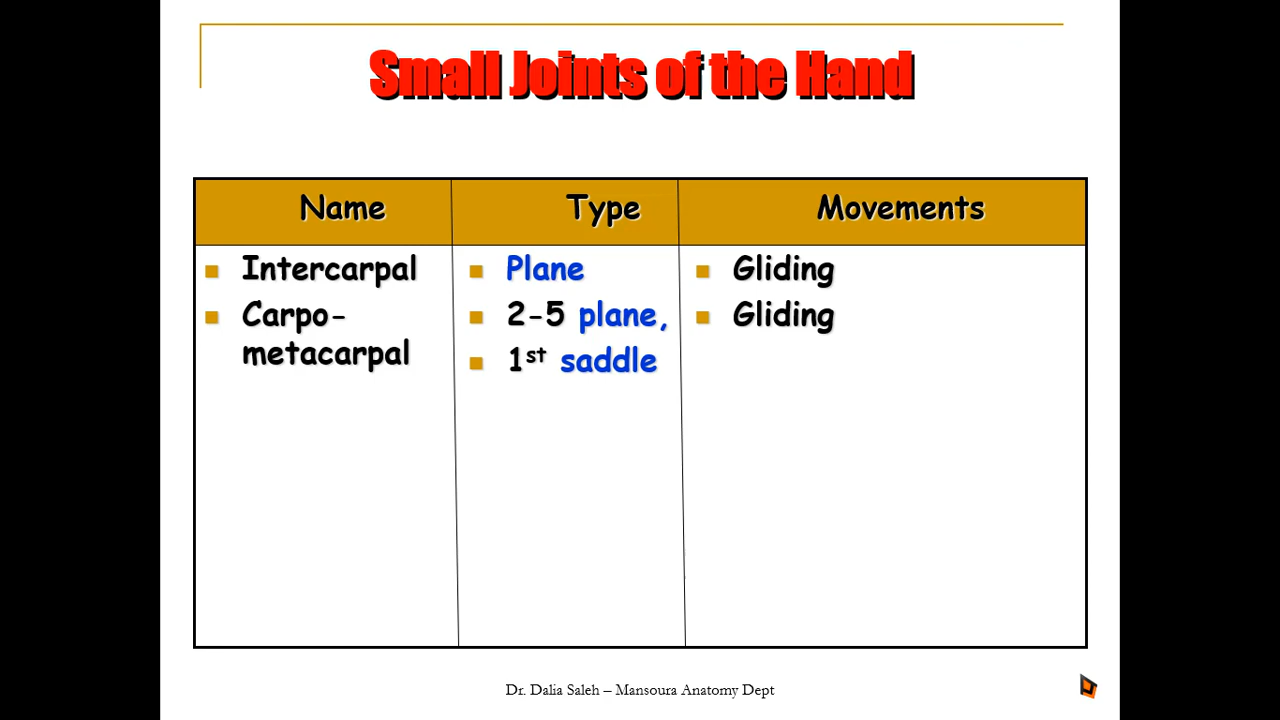 Small Joints of the Hand
Name Type Movements
Intercarpal Plane Gliding
Carpo- 2-5 plane, Gliding
metacarpal 1st saddle
Dr. Dalia Saleh – Mansoura Anatomy Dept